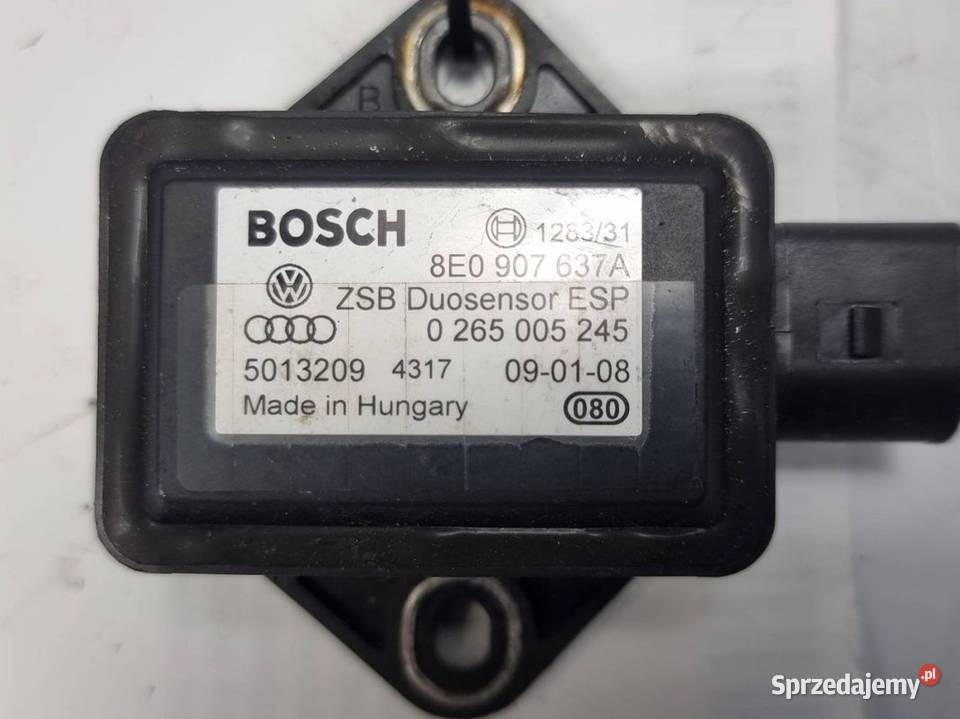 B
BOSCH 1283/31
8E0 907 637A
ZSB Duosensor ESP
0 265 005 245
5013209 4317 09-01-08
Made in Hungary 080
Sprzedajemy.pl